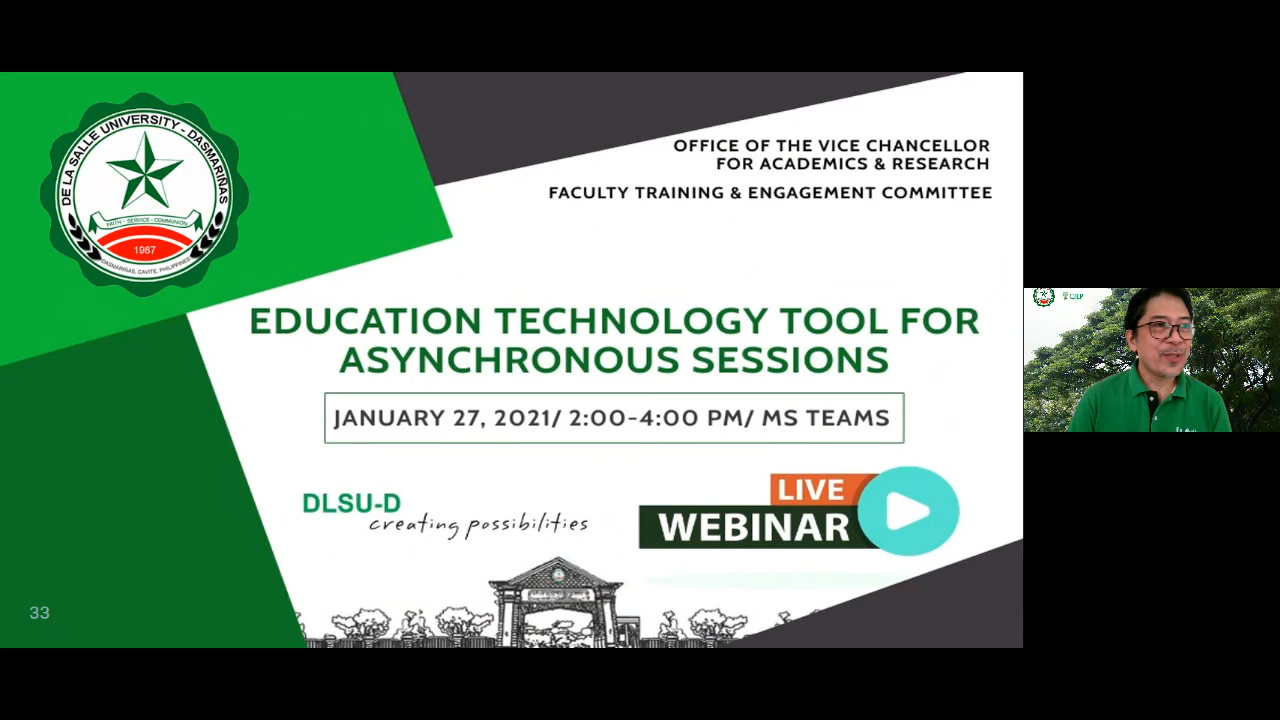 DE LA SALLE UNIVERSITY - DASMARIÑAS
FAITH - SERVICE - COMMUNION
1987
DASMARIÑAS, CAVITE, PHILIPPINES
OFFICE OF THE VICE CHANCELLOR
FOR ACADEMICS & RESEARCH
FACULTY TRAINING & ENGAGEMENT COMMITTEE
EDUCATION TECHNOLOGY TOOL FOR
ASYNCHRONOUS SESSIONS
JANUARY 27, 2021/ 2:00-4:00 PM/ MS TEAMS
DLSU-D
creating possibilities
LIVE
WEBINAR
33